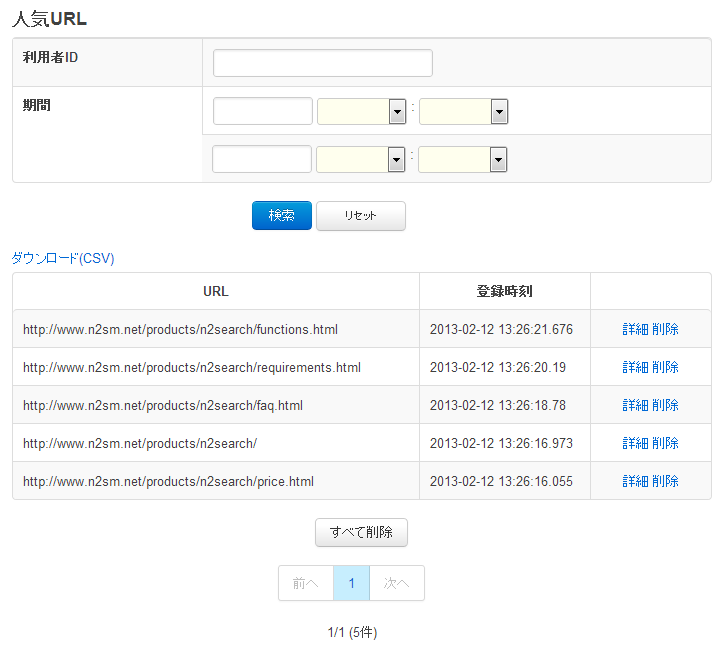 人気URL
利用者ID
期間
:
:
検索 リセット
ダウンロード(CSV)
URL 登録時刻
http://www.n2sm.net/products/n2search/functions.html 2013-02-12 13:26:21.676 詳細 削除
http://www.n2sm.net/products/n2search/requirements.html 2013-02-12 13:26:20.19 詳細 削除
http://www.n2sm.net/products/n2search/faq.html 2013-02-12 13:26:18.78 詳細 削除
http://www.n2sm.net/products/n2search/ 2013-02-12 13:26:16.973 詳細 削除
http://www.n2sm.net/products/n2search/price.html 2013-02-12 13:26:16.055 詳細 削除
すべて削除
前へ 1 次へ
1/1 (5件)